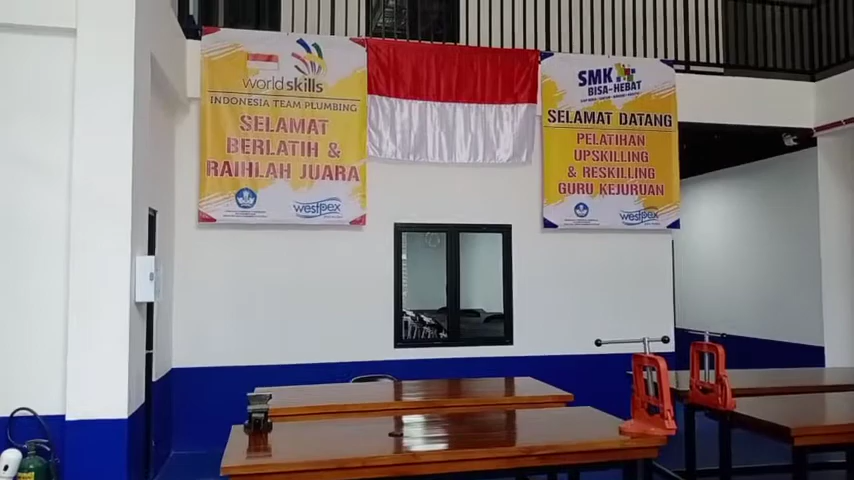 worldskills
INDONESIA TEAM PLUMBING
SELAMAT
BERLATIH &
RAIHLAH JUARA
westpex
SMK
BISA-HEBAT
SELAMAT DATANG
PELATIHAN
UPSKILLING
& RESKILLING
GURU KEJURUAN
westpex